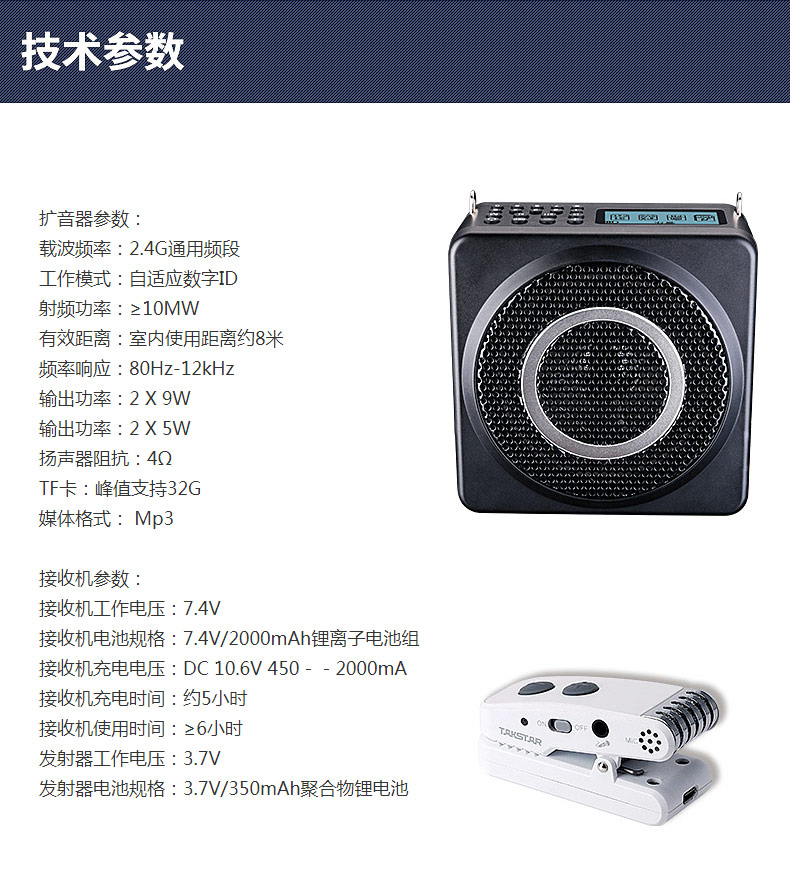 技术参数
扩音器参数：
载波频率：2.4G通用频段
工作模式：自适应数字ID
射频功率：≥10MW
有效距离：室内使用距离约8米
频率响应：80Hz-12kHz
输出功率：2 X 9W
输出功率：2 X 5W
扬声器阻抗：4Ω
TF卡：峰值支持32G
媒体格式： Mp3
接收机参数：
接收机工作电压：7.4V
接收机电池规格：7.4V/2000mAh锂离子电池组
接收机充电电压：DC 10.6V 450－－2000mA
接收机充电时间：约5小时
接收机使用时间：≥6小时
发射器工作电压：3.7V
发射器电池规格：3.7V/350mAh聚合物锂电池
ON OFF
TAKSTAR
MIC